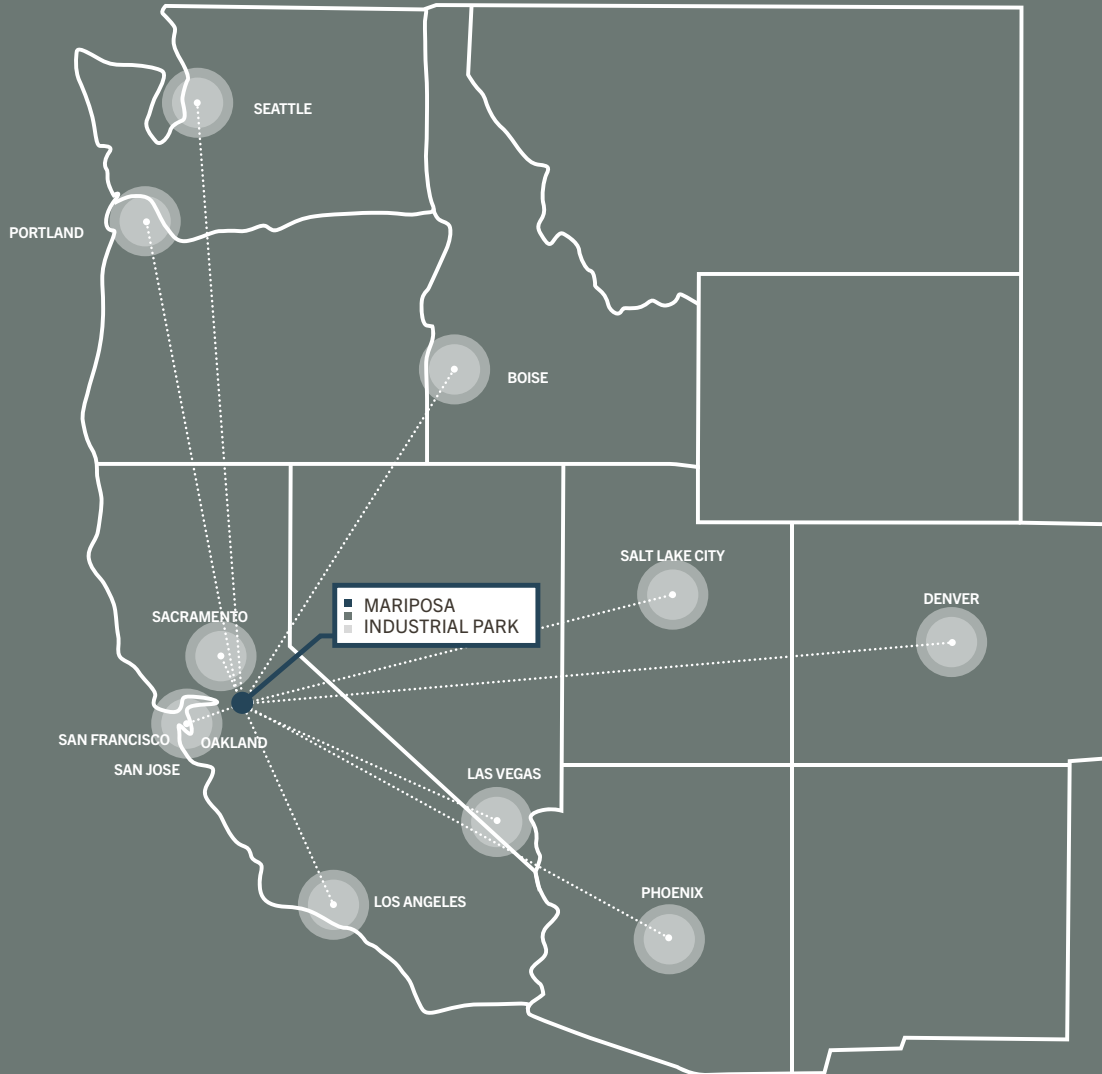 SEATTLE
PORTLAND
BOISE
SALT LAKE CITY
DENVER
MARIPOSA
INDUSTRIAL PARK
SACRAMENTO
SAN FRANCISCO
OAKLAND
SAN JOSE
LAS VEGAS
PHOENIX
LOS ANGELES